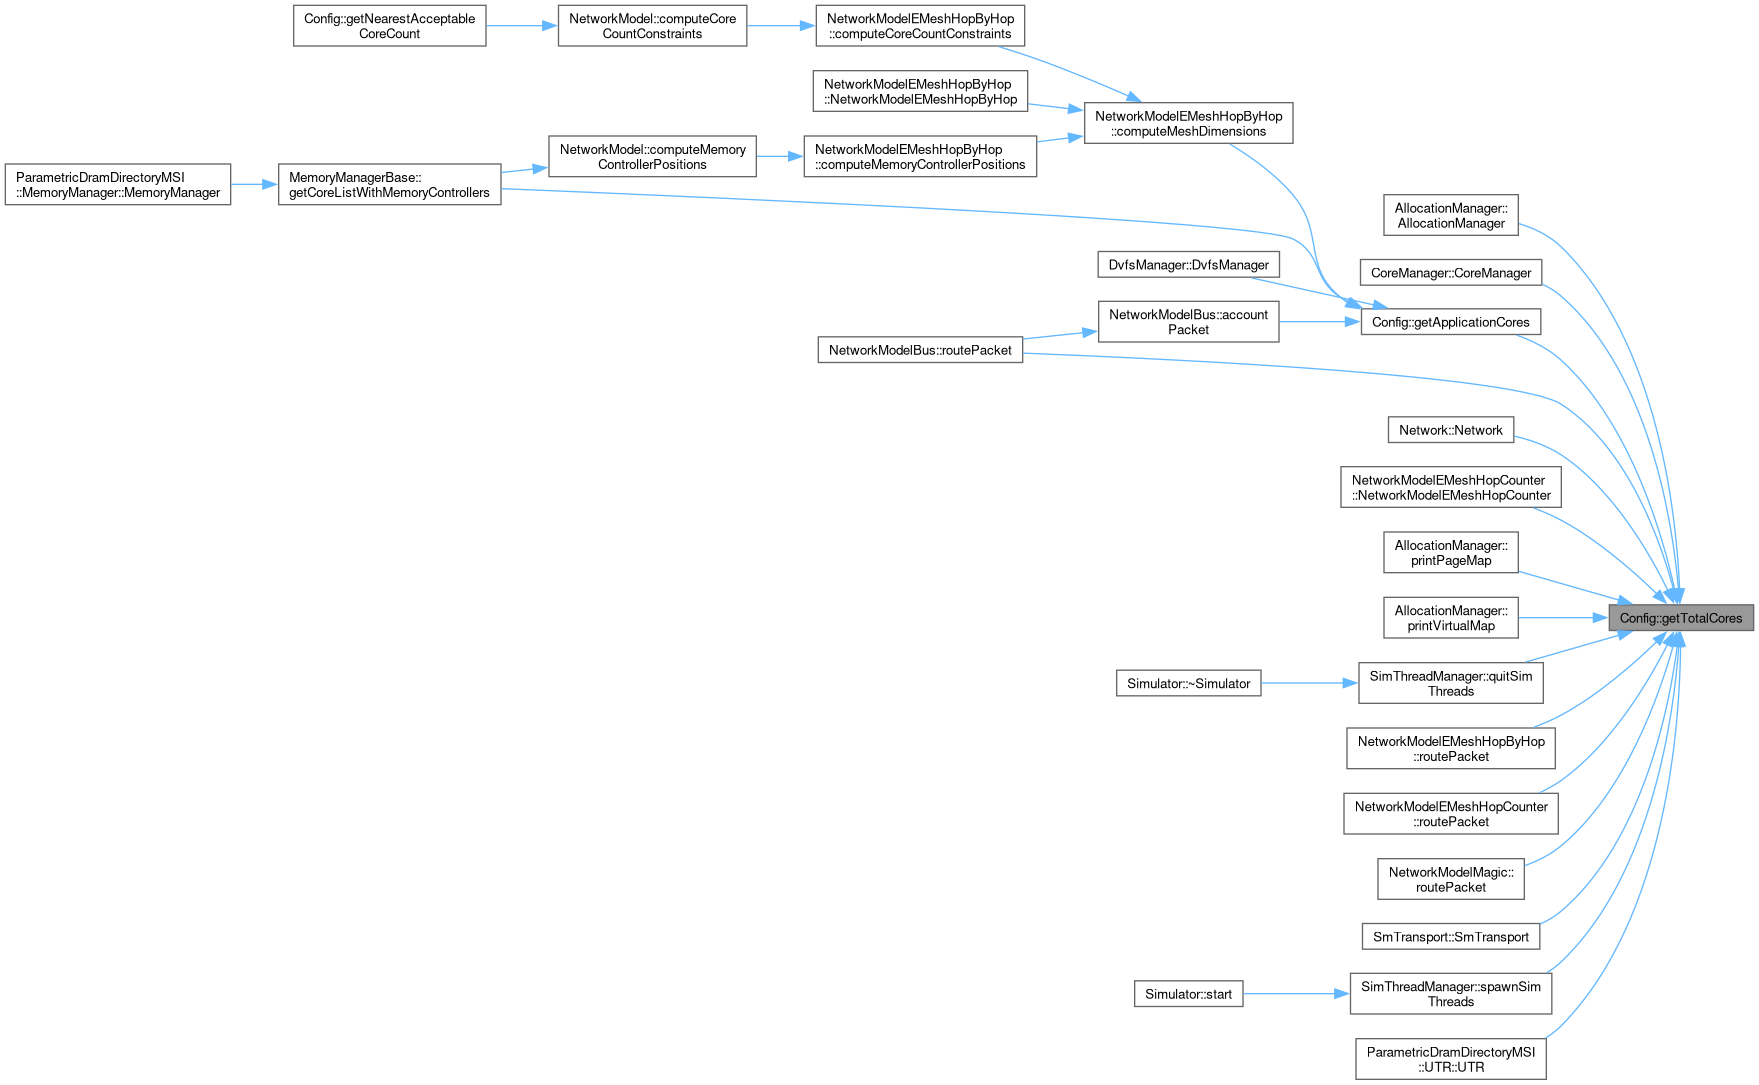 Config::getNearestAcceptable
CoreCount
NetworkModel::computeCore
CountConstraints
NetworkModelEMeshHopByHop
::computeCoreCountConstraints
NetworkModelEMeshHopByHop
::NetworkModelEMeshHopByHop
NetworkModelEMeshHopByHop
::computeMeshDimensions
NetworkModel::computeMemory
ControllerPositions
NetworkModelEMeshHopByHop
::computeMemoryControllerPositions
ParametricDramDirectoryMSI
::MemoryManager::MemoryManager
MemoryManagerBase::
getCoreListWithMemoryControllers
AllocationManager::
AllocationManager
DvfsManager::DvfsManager
CoreManager::CoreManager
NetworkModelBus::account
Packet
Config::getApplicationCores
NetworkModelBus::routePacket
Network::Network
NetworkModelEMeshHopCounter
::NetworkModelEMeshHopCounter
AllocationManager::
printPageMap
AllocationManager::
printVirtualMap
Config::getTotalCores
Simulator::~Simulator
SimThreadManager::quitSim
Threads
NetworkModelEMeshHopByHop
::routePacket
NetworkModelEMeshHopCounter
::routePacket
NetworkModelMagic::
routePacket
SmTransport::SmTransport
Simulator::start
SimThreadManager::spawnSim
Threads
ParametricDramDirectoryMSI
::UTR::UTR